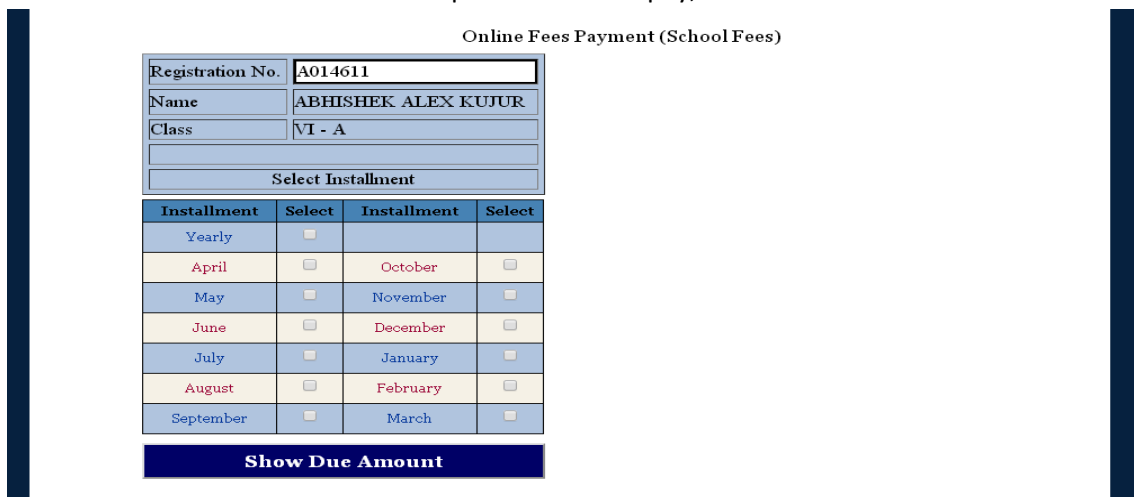 Online Fees Payment (School Fees)
Registration No. A014611
Name ABHISHEK ALEX KUJUR
Class VI - A
Select Installment
Installment Select Installment Select
Yearly
April October
May November
June December
July January
August February
September March
Show Due Amount